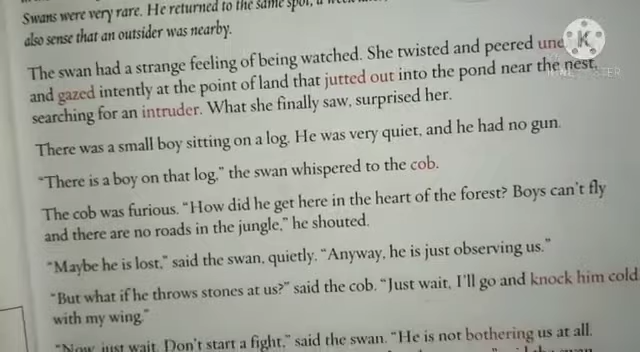 Swans were very rare. He returned to the same spot, a week
also sense that an outsider was nearby.
The swan had a strange feeling of being watched. She twisted and peered
and gazed intently at the point of land that jutted out into the pond near the nest,
searching for an intruder. What she finally saw, surprised her.
There was a small boy sitting on a log. He was very quiet, and he had no gun.
“There is a boy on that log,” the swan whispered to the cob.
The cob was furious. “How did he get here in the heart of the forest? Boys can’t fly
and there are no roads in the jungle,” he shouted.
“Maybe he is lost,” said the swan, quietly. “Anyway, he is just observing us.”
“But what if he throws stones at us?” said the cob. “Just wait, I’ll go and knock him cold
with my wing.”
“Now, just wait. Don’t start a fight,” said the swan. “He is not bothering us at all.
K